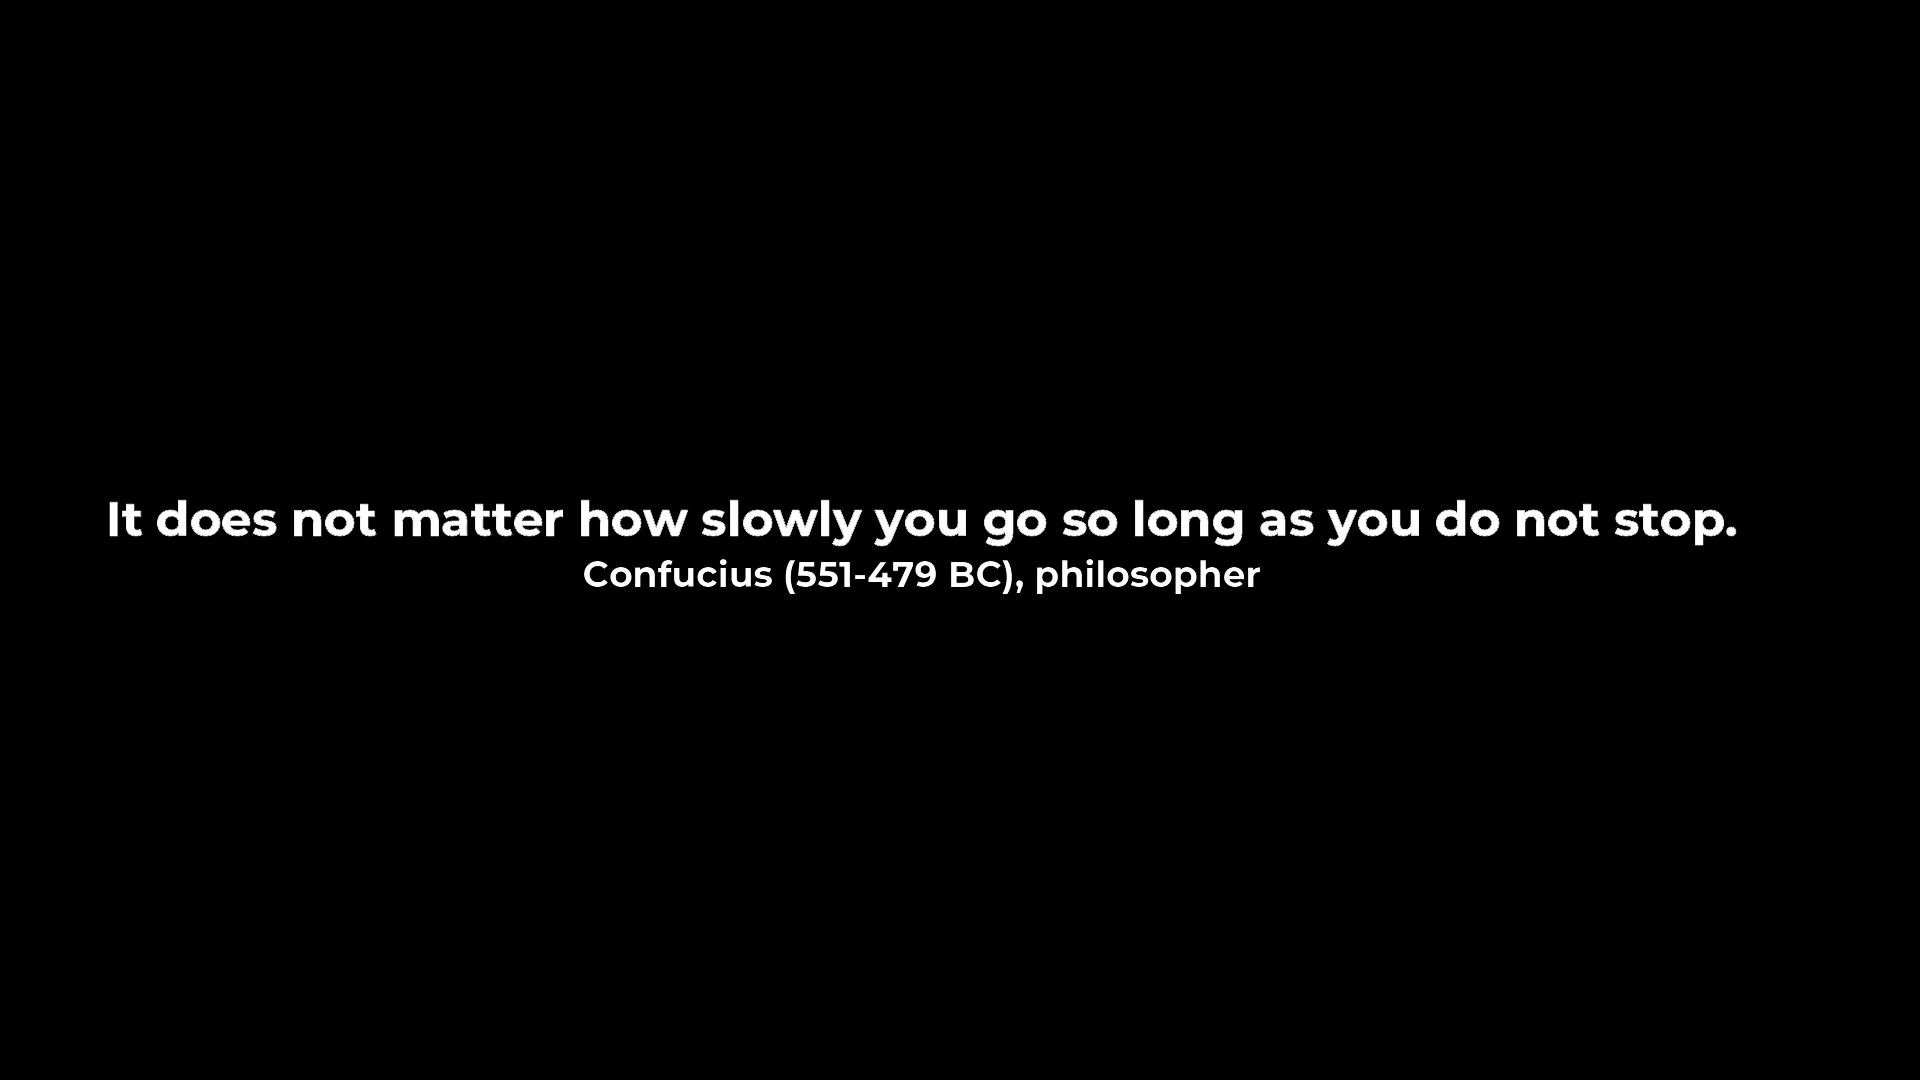 It does not matter how slowly you go so long as you do not stop.
Confucius (551-479 BC), philosopher